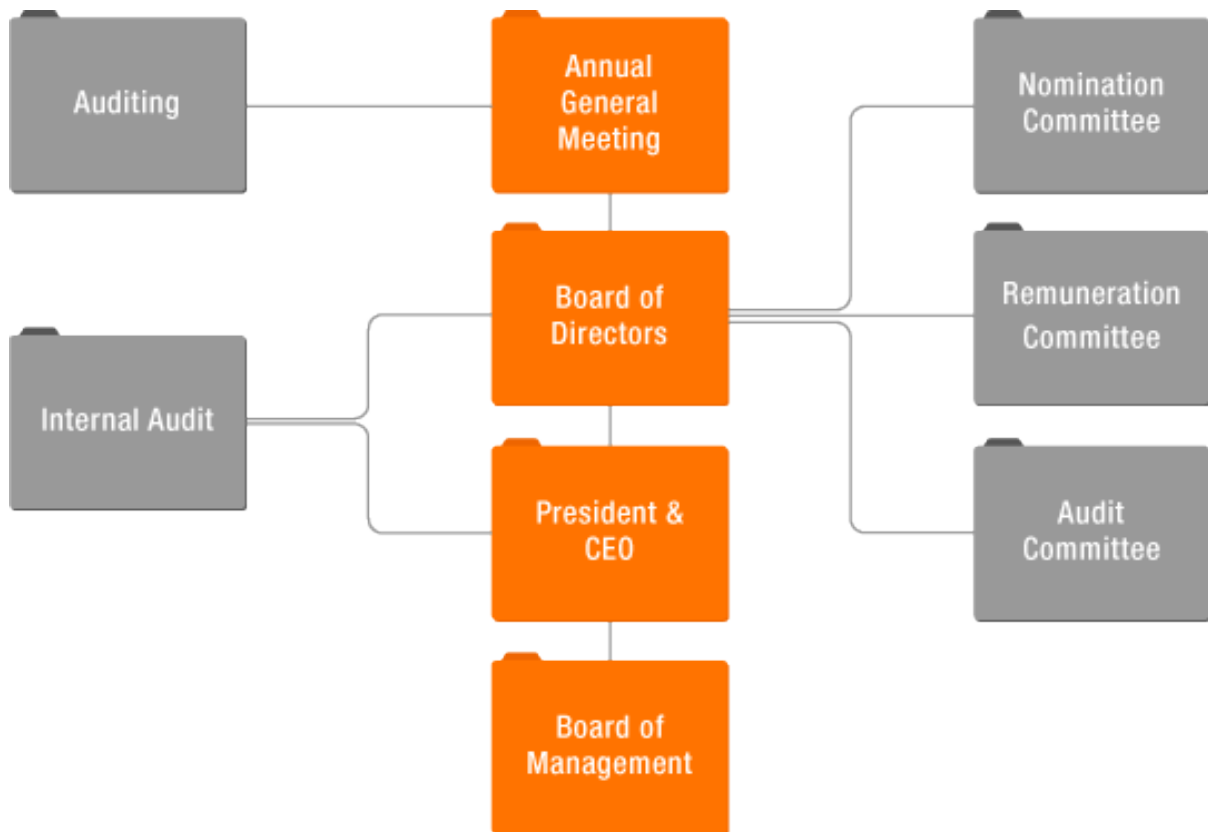 Auditing
Annual
General
Meeting
Nomination
Committee
Board of
Directors
Remuneration
Committee
Internal Audit
President &
CEO
Audit
Committee
Board of
Management